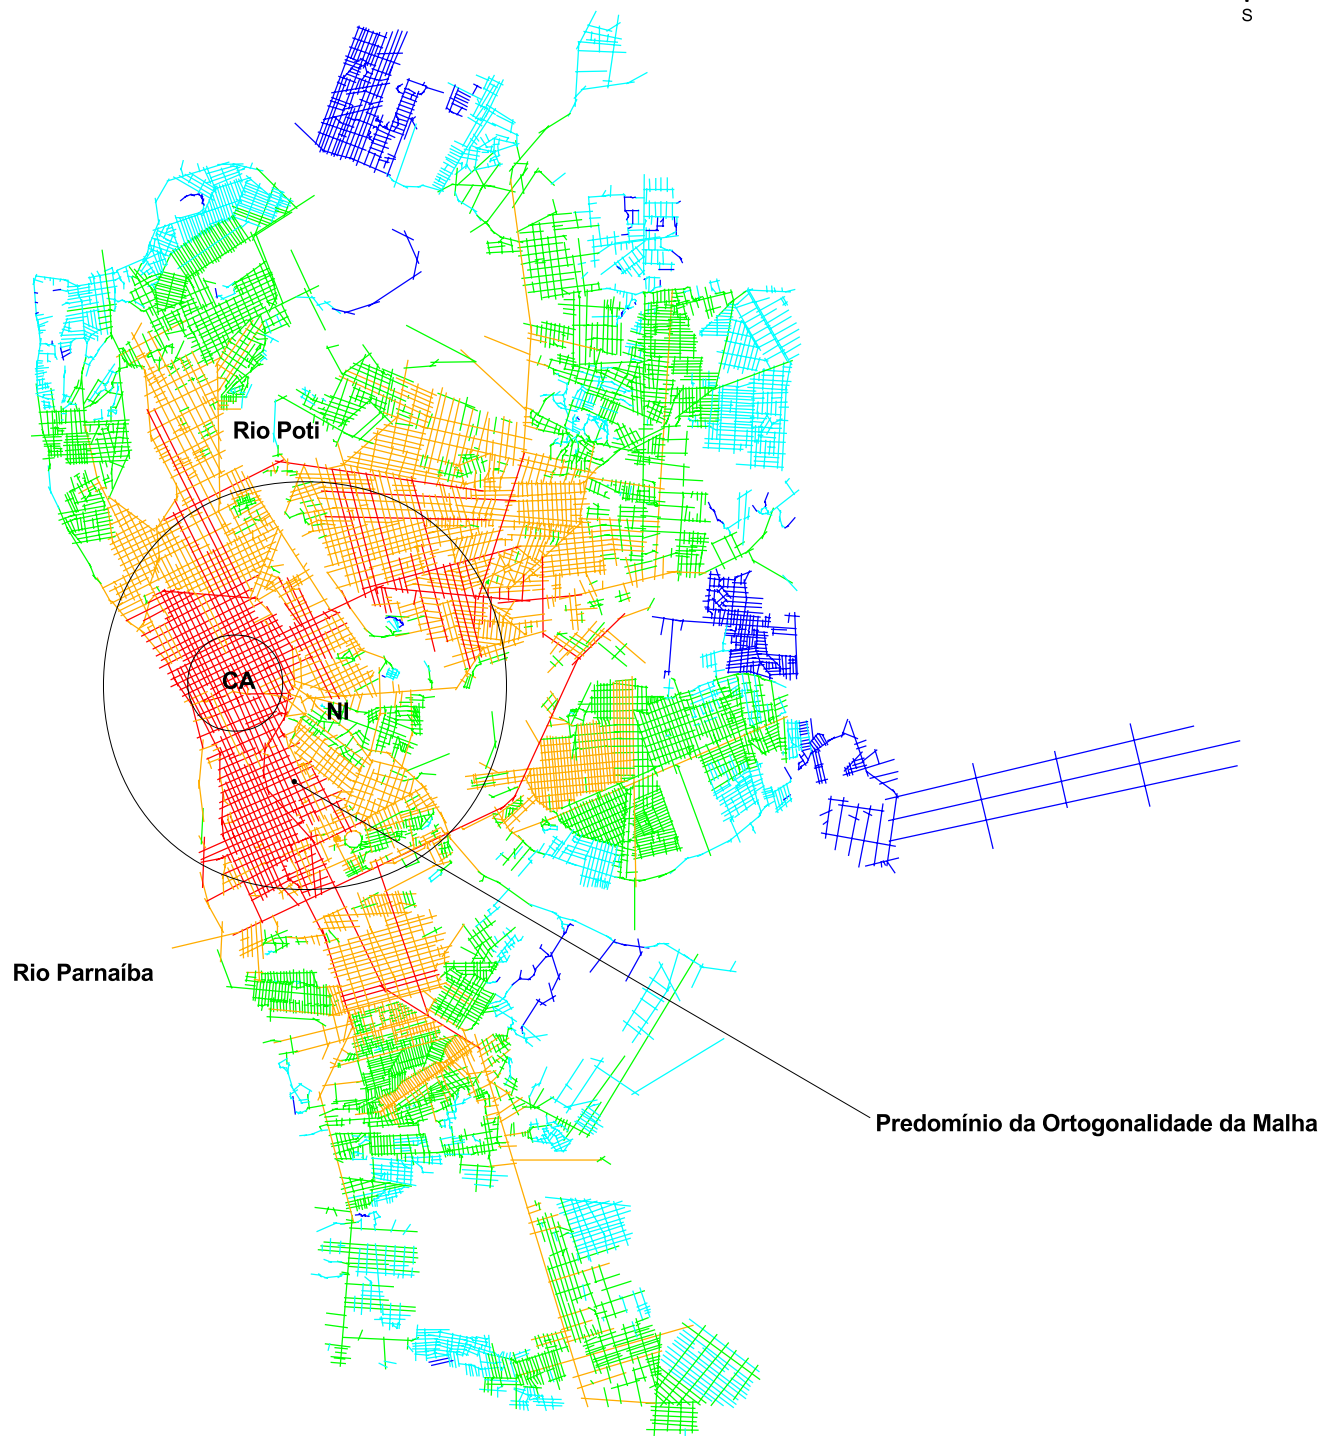 S
Rio Poti
CA
NI
Rio Parnaíba
Predomínio da Ortogonalidade da Malha